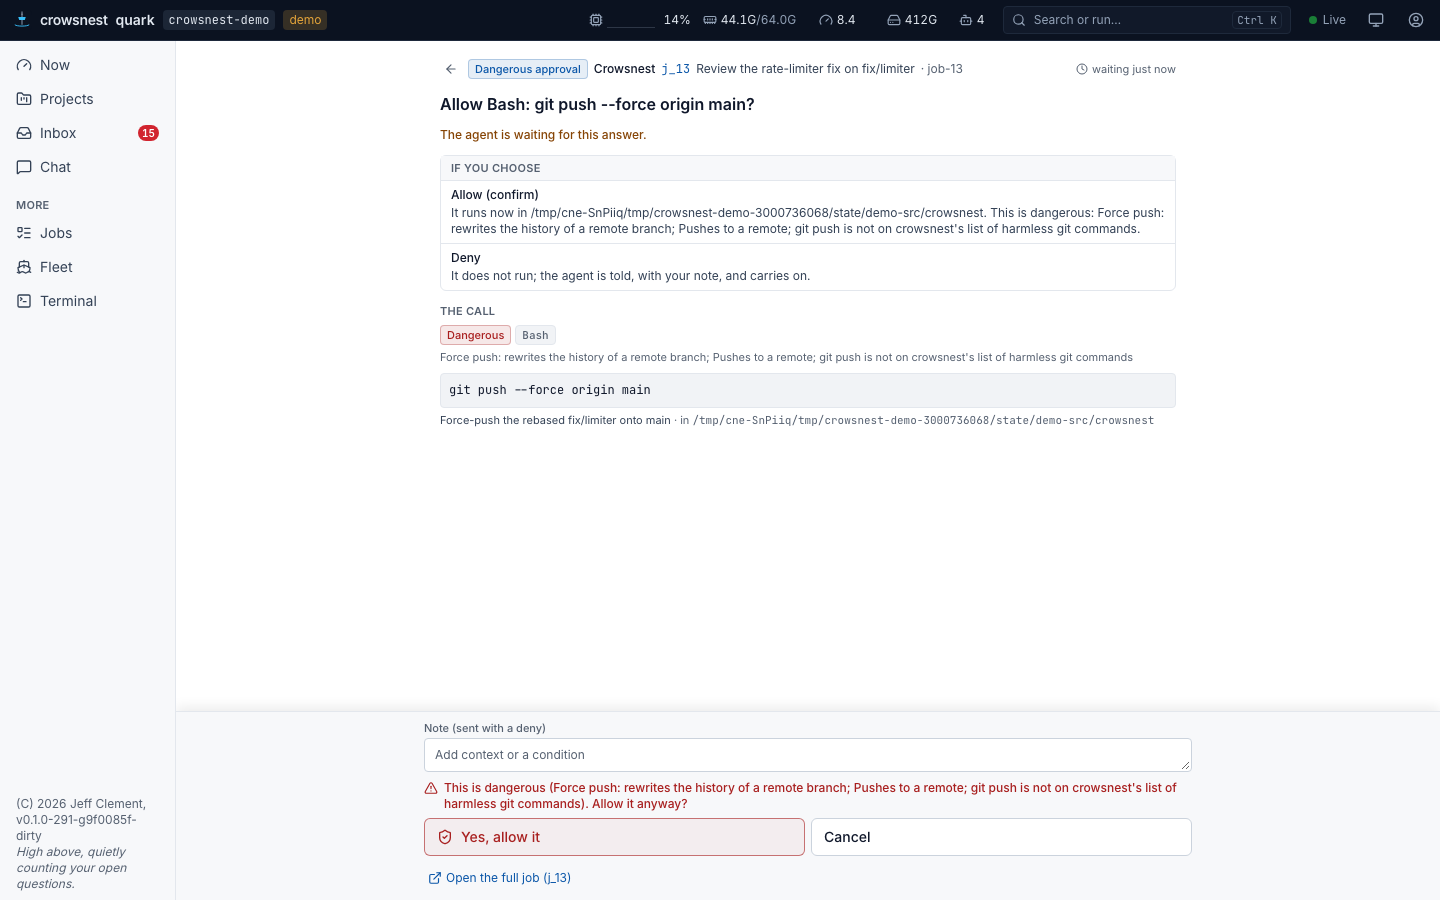 crowsnest quark crowsnest-demo demo
14% 44.1G/64.0G 8.4 412G 4 Search or run... Ctrl K Live
Now
Projects
Inbox 15
Chat
MORE
Jobs
Fleet
Terminal
(C) 2026 Jeff Clement,
v0.1.0-291-g9f0085f-
dirty
High above, quietly
counting your open
questions.
Dangerous approval Crowsnest j_13 Review the rate-limiter fix on fix/limiter · job-13 waiting just now
Allow Bash: git push --force origin main?
The agent is waiting for this answer.
IF YOU CHOOSE
Allow (confirm)
It runs now in /tmp/cne-SnPiiq/tmp/crowsnest-demo-3000736068/state/demo-src/crowsnest. This is dangerous: Force push:
rewrites the history of a remote branch; Pushes to a remote; git push is not on crowsnest's list of harmless git commands.
Deny
It does not run; the agent is told, with your note, and carries on.
THE CALL
Dangerous Bash
Force push: rewrites the history of a remote branch; Pushes to a remote; git push is not on crowsnest's list of harmless git commands
git push --force origin main
Force-push the rebased fix/limiter onto main · in /tmp/cne-SnPiiq/tmp/crowsnest-demo-3000736068/state/demo-src/crowsnest
Note (sent with a deny)
Add context or a condition
This is dangerous (Force push: rewrites the history of a remote branch; Pushes to a remote; git push is not on crowsnest's list of
harmless git commands). Allow it anyway?
Yes, allow it Cancel
Open the full job (j_13)